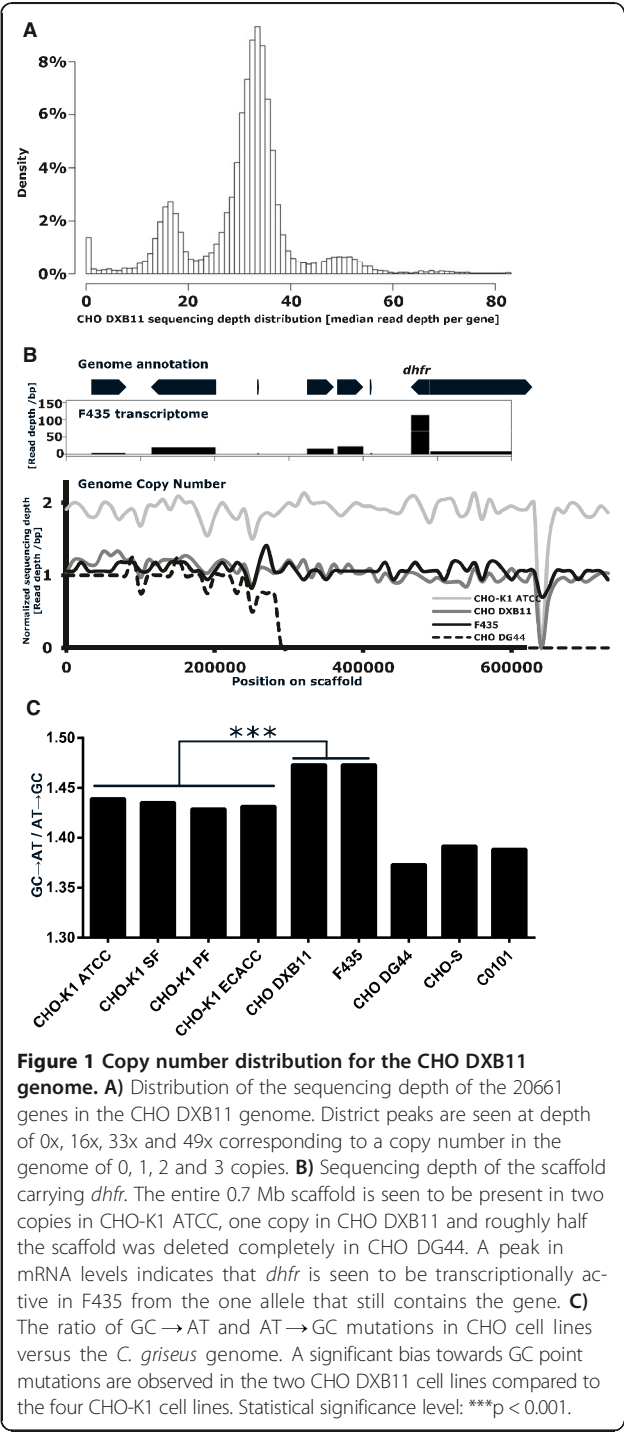 A
8%
6%
4%
2%
0%
Density
0 20 40 60 80
CHO DXB11 sequencing depth distribution [median read depth per gene]
B
Genome annotation
dhfr
150
100
50
0
[Read depth /bp]
F435 transcriptome
Genome Copy Number
2
1
0
Normalized sequencing depth
[Read depth /bp]
CHO-K1 ATCC
CHO DXB11
F435
CHO DG44
0 200000 400000 600000
Position on scaffold
C
***
1.50
1.45
1.40
1.35
1.30
GC→AT / AT→GC
CHO-K1 ATCC
CHO-K1 SF
CHO-K1 PF
CHO-K1 ECACC
CHO DXB11
F435
CHO DG44
CHO-S
C0101
Figure 1 Copy number distribution for the CHO DXB11
genome. A) Distribution of the sequencing depth of the 20661
genes in the CHO DXB11 genome. District peaks are seen at depth
of 0x, 16x, 33x and 49x corresponding to a copy number in the
genome of 0, 1, 2 and 3 copies. B) Sequencing depth of the scaffold
carrying dhfr. The entire 0.7 Mb scaffold is seen to be present in two
copies in CHO-K1 ATCC, one copy in CHO DXB11 and roughly half
the scaffold was deleted completely in CHO DG44. A peak in
mRNA levels indicates that dhfr is seen to be transcriptionally ac-
tive in F435 from the one allele that still contains the gene. C)
The ratio of GC → AT and AT → GC mutations in CHO cell lines
versus the C. griseus genome. A significant bias towards GC point
mutations are observed in the two CHO DXB11 cell lines compared to
the four CHO-K1 cell lines. Statistical significance level: ***p < 0.001.